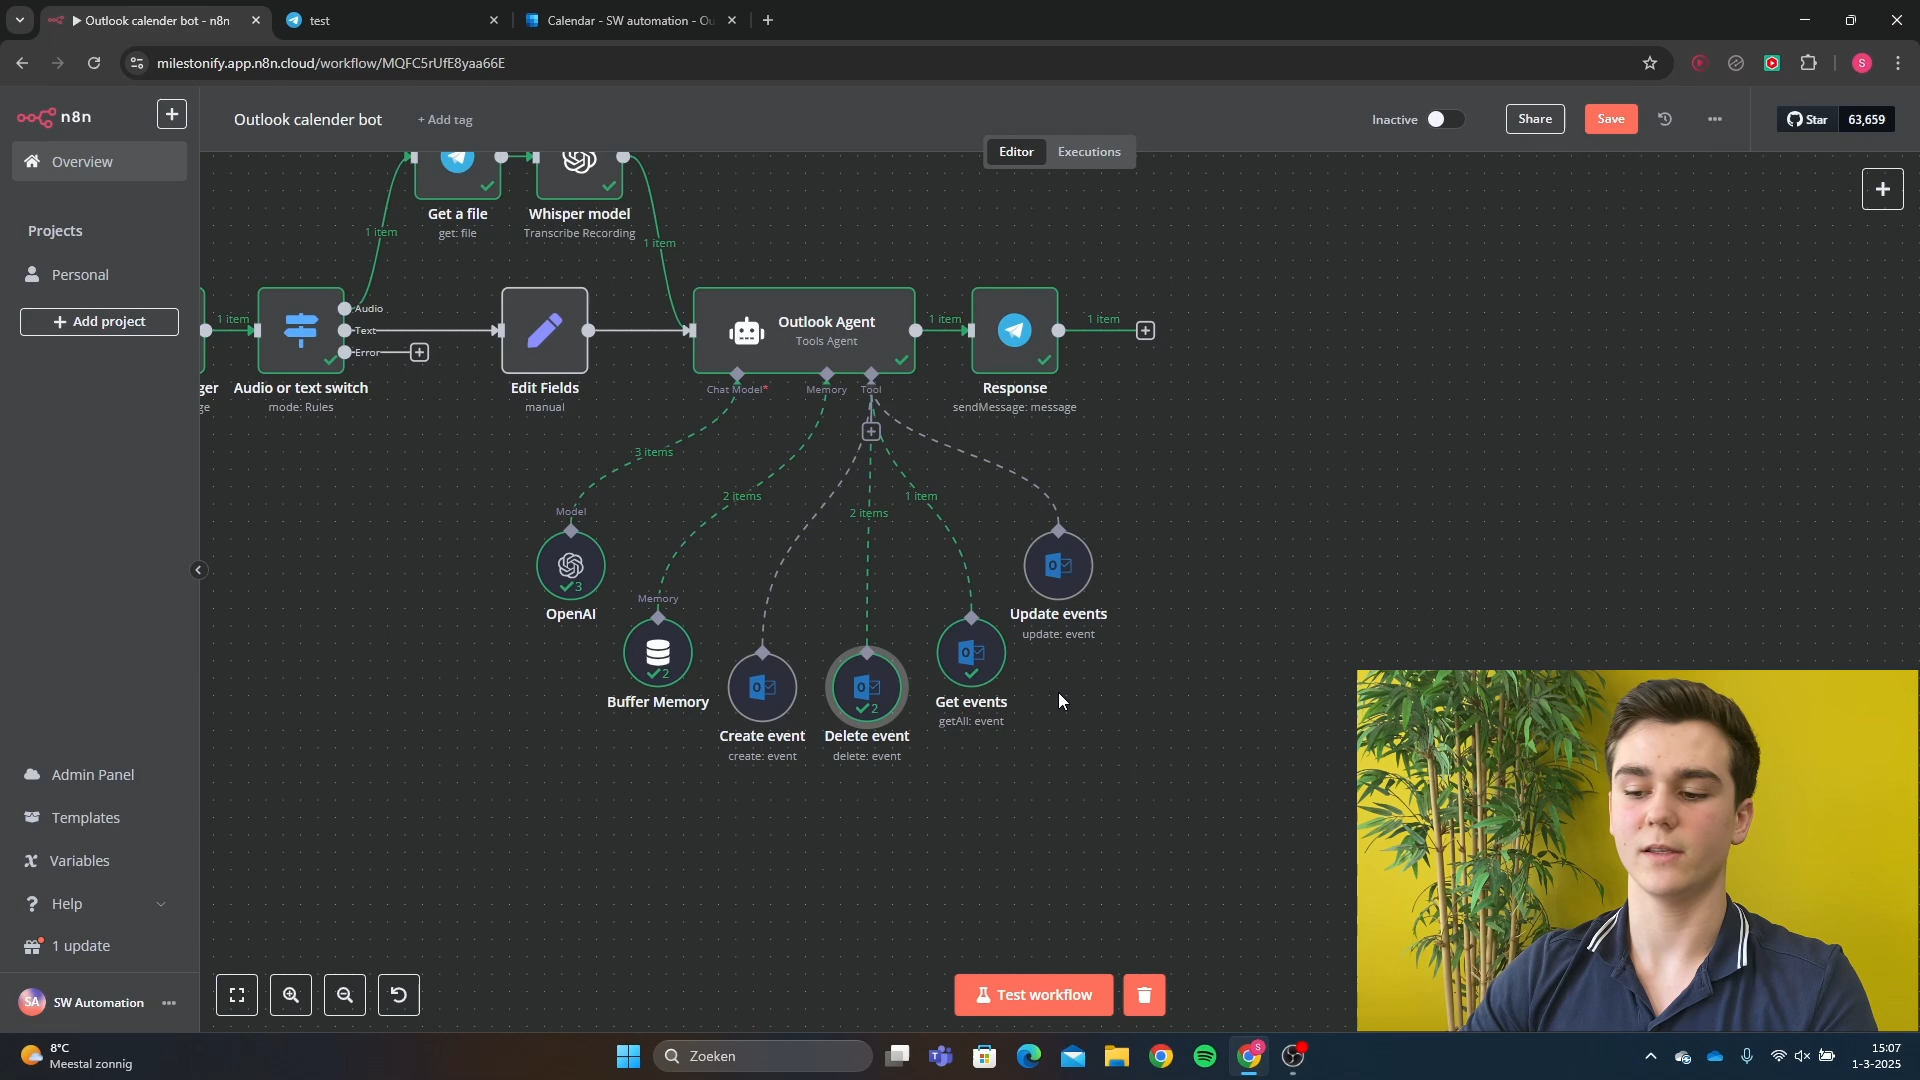 Outlook calender bot - n8n
test
Calendar - SW automation - Ou
milestonify.app.n8n.cloud/workflow/MQFC5rUfE8yaa66E
S
n8n
Outlook calender bot
+ Add tag
Inactive
Share
Save
Star
63,659
Editor
Executions
Overview
Projects
Personal
+ Add project
Get a file
get: file
Whisper model
Transcribe Recording
1 item
1 item
1 item
Audio
Text
Error
ger
ge
Audio or text switch
mode: Rules
Edit Fields
manual
Outlook Agent
Tools Agent
Chat Model*
Memory
Tool
1 item
Response
sendMessage: message
1 item
3 items
2 items
2 items
1 item
Model
3
OpenAI
Memory
2
Buffer Memory
Create event
create: event
2
Delete event
delete: event
Get events
getAll: event
Update events
update: event
Admin Panel
Templates
Variables
Help
1 update
SA
SW Automation
Test workflow
8°C
Meestal zonnig
Zoeken
15:07
1-3-2025